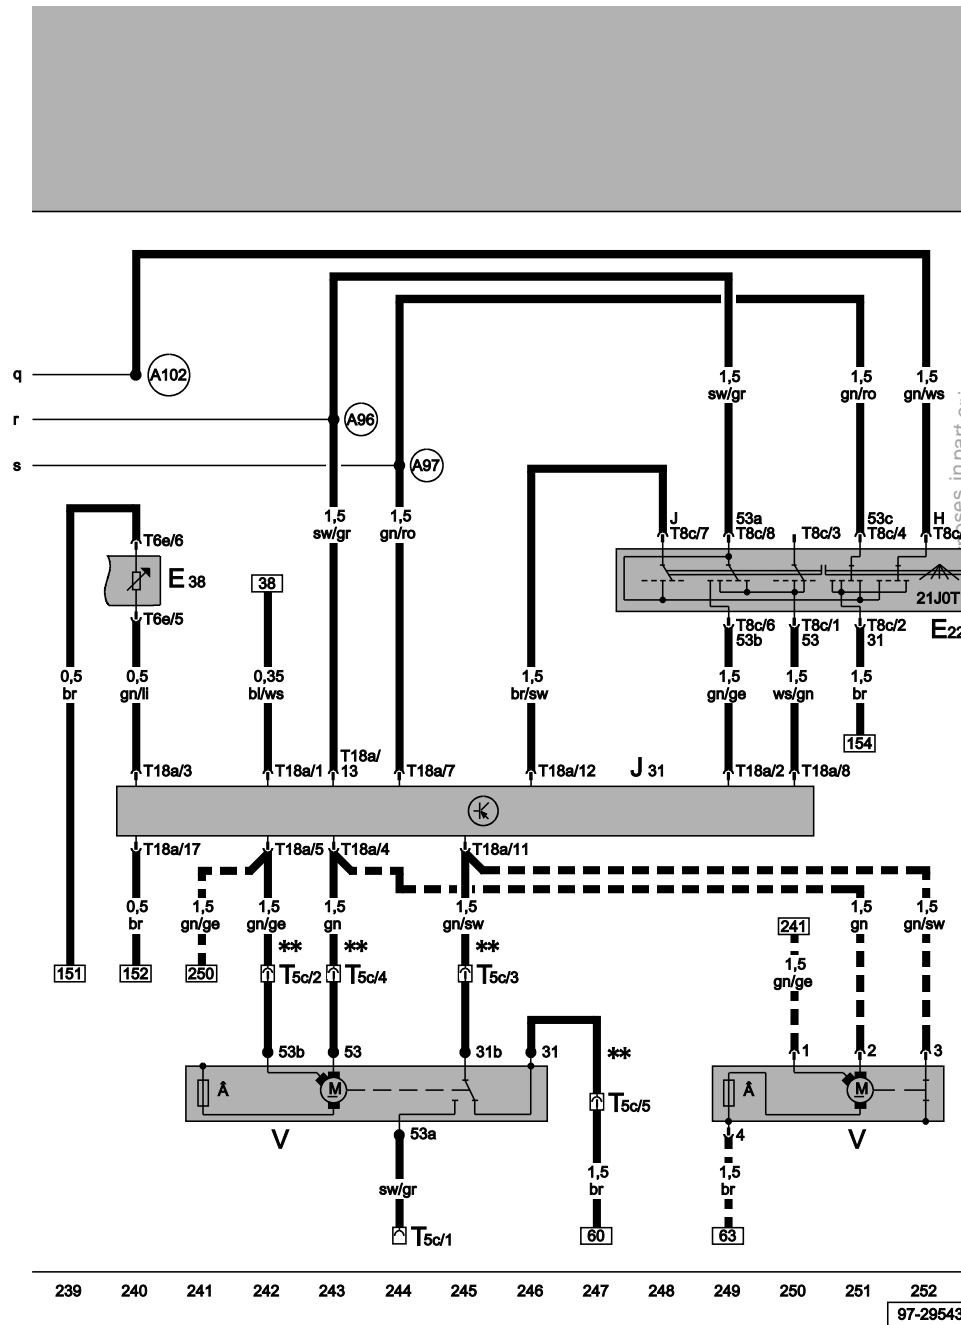 q
A102
r
A96
s
A97
1,5
sw/gr
1,5
gn/ro
1,5
gn/ws
1,5
sw/gr
1,5
gn/ro
J
T8c/7
53a
T8c/8
T8c/3
53c
T8c/4
H
T8c/
T6e/6
E 38
T6e/5
38
21J0T
E22
T8c/6
53b
T8c/1
53
T8c/2
31
0,5
br
0,5
gn/li
0,35
bl/ws
1,5
br/sw
1,5
gn/ge
1,5
ws/gn
1,5
br
154
T18a/3
T18a/1
T18a/
13
T18a/7
T18a/12
J 31
T18a/2
T18a/8
T18a/17
T18a/5
T18a/4
T18a/11
0,5
br
1,5
gn/ge
1,5
gn/ge
1,5
gn
1,5
gn/sw
1,5
gn
1,5
gn/sw
241
**
**
**
151
152
250
T5c/2
T5c/4
T5c/3
1,5
gn/ge
53b
53
31b
31
**
1
2
3
Â
M
T5c/5
Â
M
V
53a
4
V
sw/gr
1,5
br
1,5
br
T5c/1
60
63
239 240 241 242 243 244 245 246 247 248 249 250 251 252
97-29543